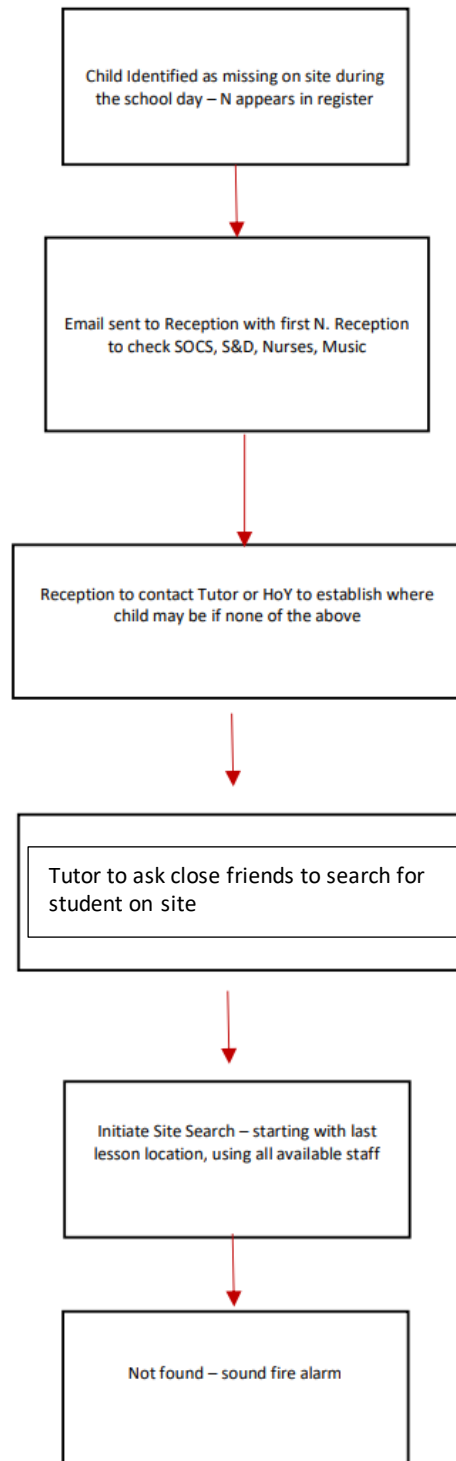 Child Identified as missing on site during
the school day – N appears in register
Email sent to Reception with first N. Reception
to check SOCS, S&D, Nurses, Music
Reception to contact Tutor or HoY to establish where
child may be if none of the above
Tutor to ask close friends to search for
student on site
Initiate Site Search – starting with last
lesson location, using all available staff
Not found – sound fire alarm